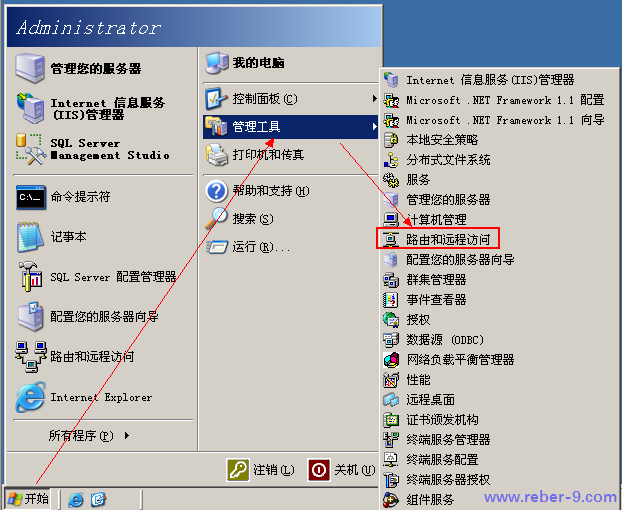 Administrator
管理您的服务器
Internet 信息服务
(IIS)管理器
SQL Server
Management Studio
命令提示符
记事本
SQL Server 配置管理器
配置您的服务器向导
路由和远程访问
Internet Explorer
所有程序(P)
我的电脑
控制面板(C)
管理工具
打印机和传真
帮助和支持(H)
搜索(S)
运行(R)...
Internet 信息服务(IIS)管理器
Microsoft .NET Framework 1.1 配置
Microsoft .NET Framework 1.1 向导
本地安全策略
分布式文件系统
服务
管理您的服务器
计算机管理
路由和远程访问
配置您的服务器向导
群集管理器
事件查看器
授权
数据源 (ODBC)
网络负载平衡管理器
性能
远程桌面
证书颁发机构
终端服务管理器
终端服务配置
终端服务器授权
组件服务
注销(L)
关机(U)
开始
www.reber-9.com